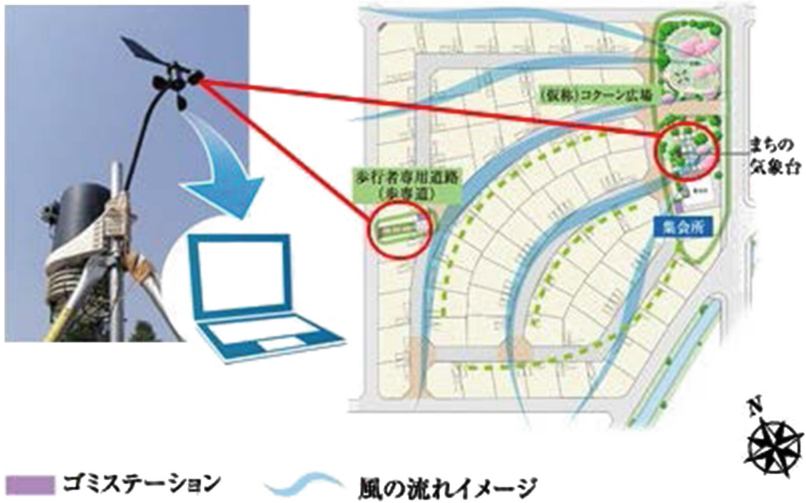 (仮称)コクーン広場
まちの
気象台
歩行者専用道路
(歩専道)
集会所
N
ゴミステーション
風の流れイメージ